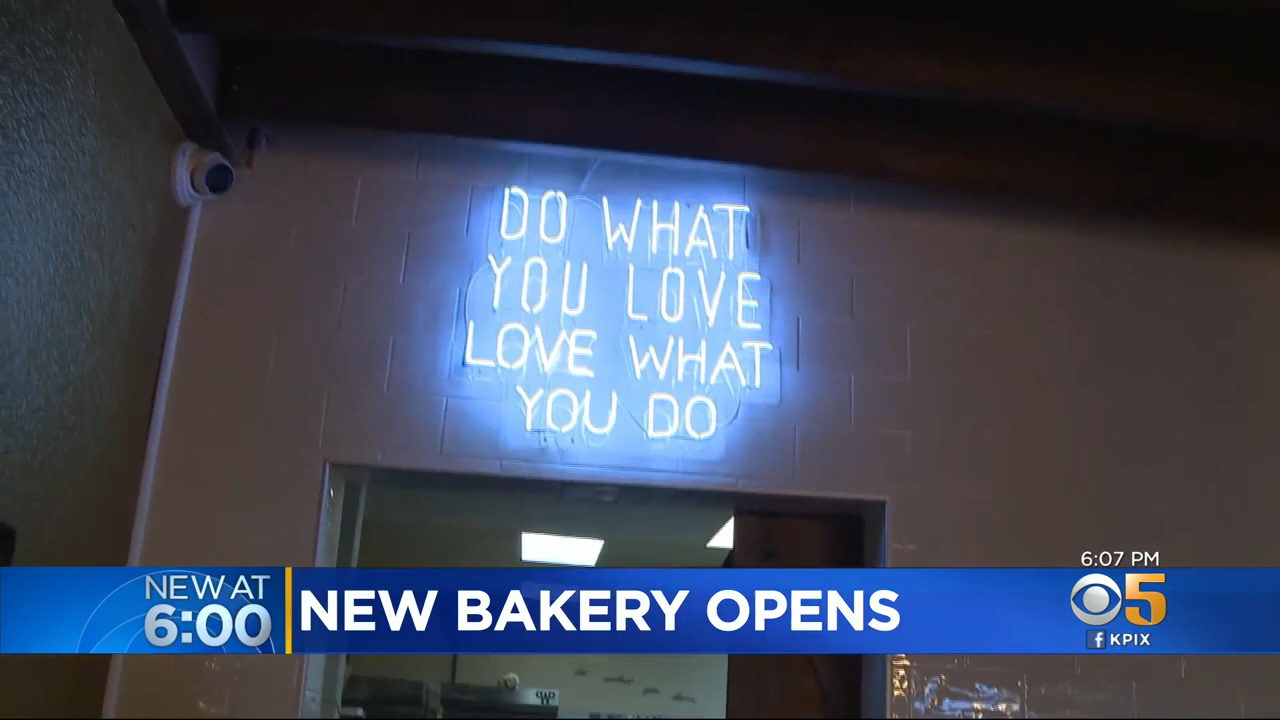 DO WHAT
YOU LOVE
LOVE WHAT
YOU DO
6:07 PM
NEW AT
6:00
NEW BAKERY OPENS
5
f KPIX